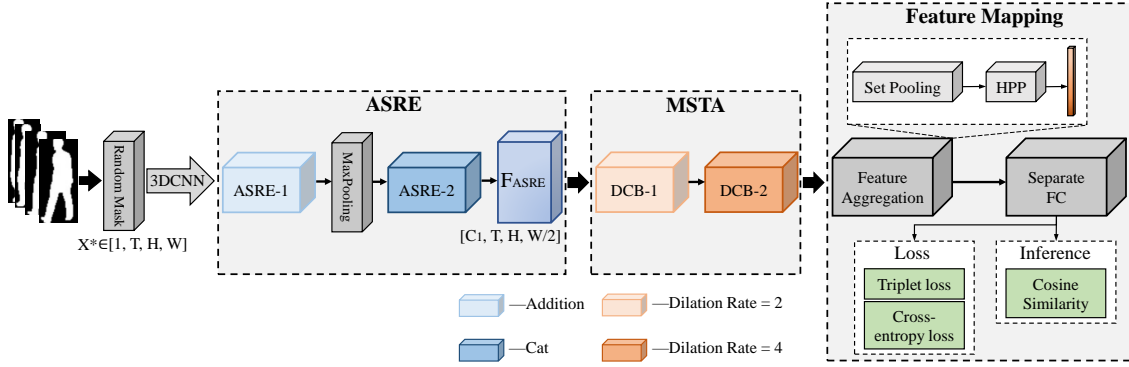 Feature Mapping
Set Pooling
HPP
ASRE
MSTA
Random Mask
3DCNN
ASRE-1
MaxPooling
ASRE-2
FASRE
DCB-1
DCB-2
Feature
Aggregation
Separate
FC
X*∈[1, T, H, W]
[C1, T, H, W/2]
Loss
Triplet loss
Cross-
entropy loss
Inference
Cosine
Similarity
—Addition
—Dilation Rate = 2
—Cat
—Dilation Rate = 4